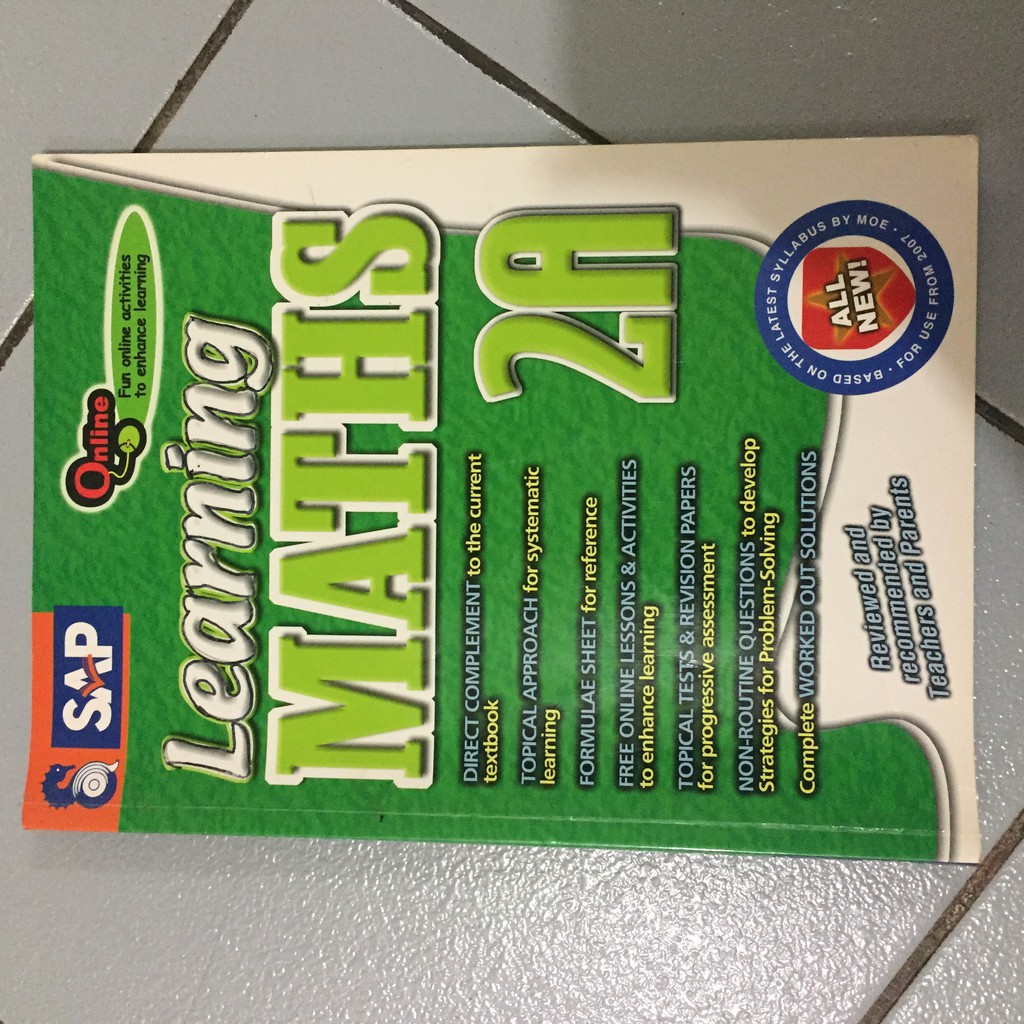 SAP
Online
Fun online activities
to enhance learning
Learning
MATHS
2A
DIRECT COMPLEMENT to the current
textbook
TOPICAL APPROACH for systematic
learning
FORMULAE SHEET for reference
FREE ONLINE LESSONS & ACTIVITIES
to enhance learning
TOPICAL TESTS & REVISION PAPERS
for progressive assessment
NON-ROUTINE QUESTIONS to develop
Strategies for Problem-Solving
Complete WORKED OUT SOLUTIONS
BASED ON THE LATEST SYLLABUS BY MOE • FOR USE FROM 2007 •
ALL
NEW!
Reviewed and
recommended by
Teachers and Parents